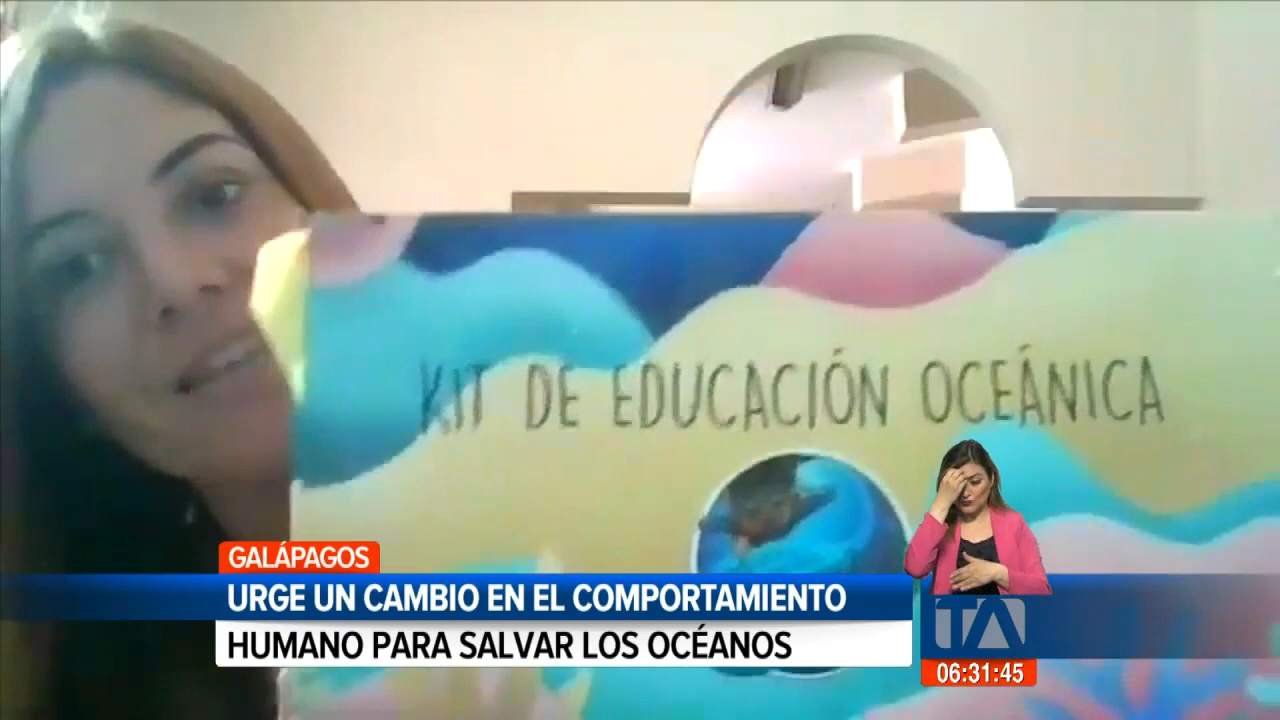 KIT DE EDUCACIÓN OCEÁNICA
GALÁPAGOS
URGE UN CAMBIO EN EL COMPORTAMIENTO
HUMANO PARA SALVAR LOS OCÉANOS
TA
06:31:45